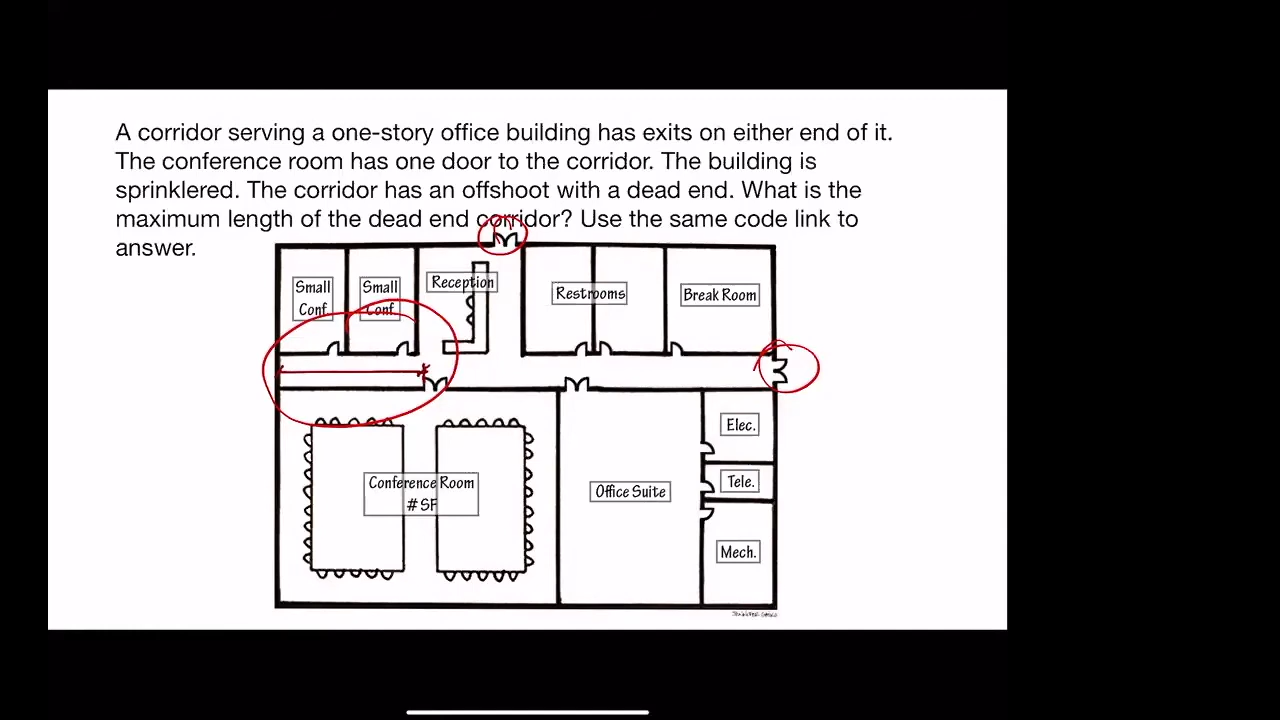 A corridor serving a one-story office building has exits on either end of it.
The conference room has one door to the corridor. The building is
sprinklered. The corridor has an offshoot with a dead end. What is the
maximum length of the dead end corridor? Use the same code link to
answer.
Small
Conf.
Small
Conf.
Reception
Restrooms
Break Room
Conference Room
# SF
Office Suite
Elec.
Tele.
Mech.